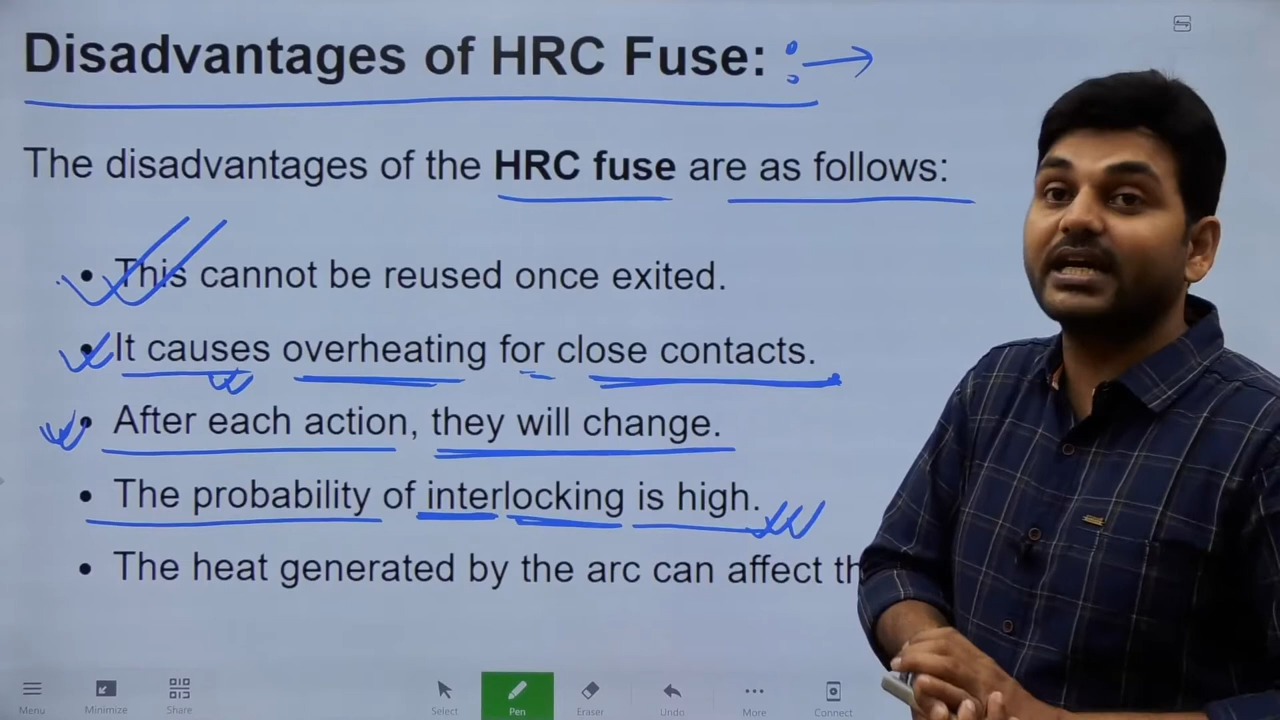 Disadvantages of HRC Fuse:
The disadvantages of the HRC fuse are as follows:
• This cannot be reused once exited.
• It causes overheating for close contacts.
• After each action, they will change.
• The probability of interlocking is high.
• The heat generated by the arc can affect th
Menu
Minimize
Share
Select
Pen
Eraser
Undo
More
Connect